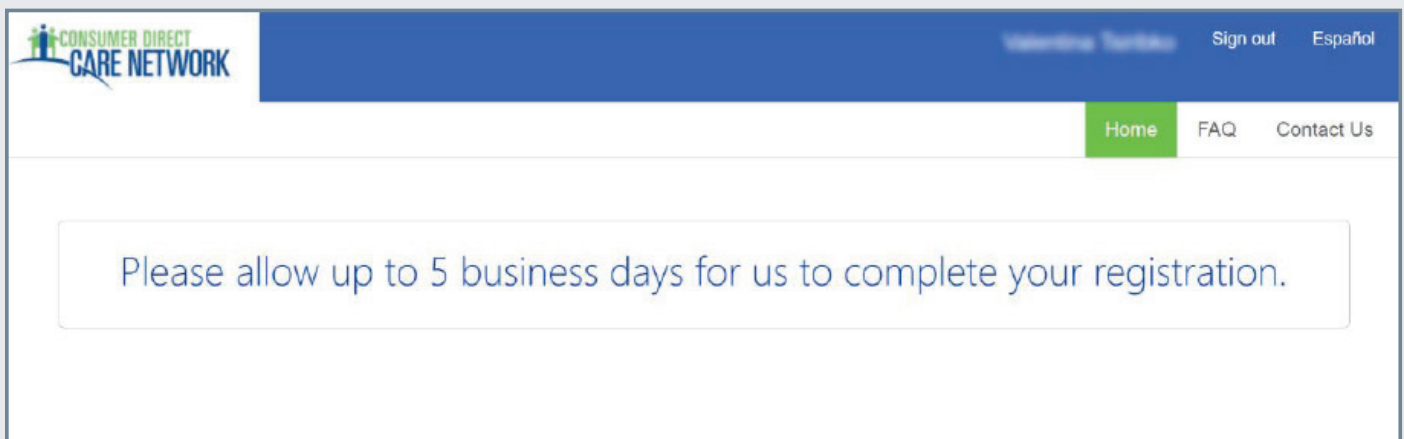 CONSUMER DIRECT
CARE NETWORK
Sign out Español
Home FAQ Contact Us
Please allow up to 5 business days for us to complete your registration.